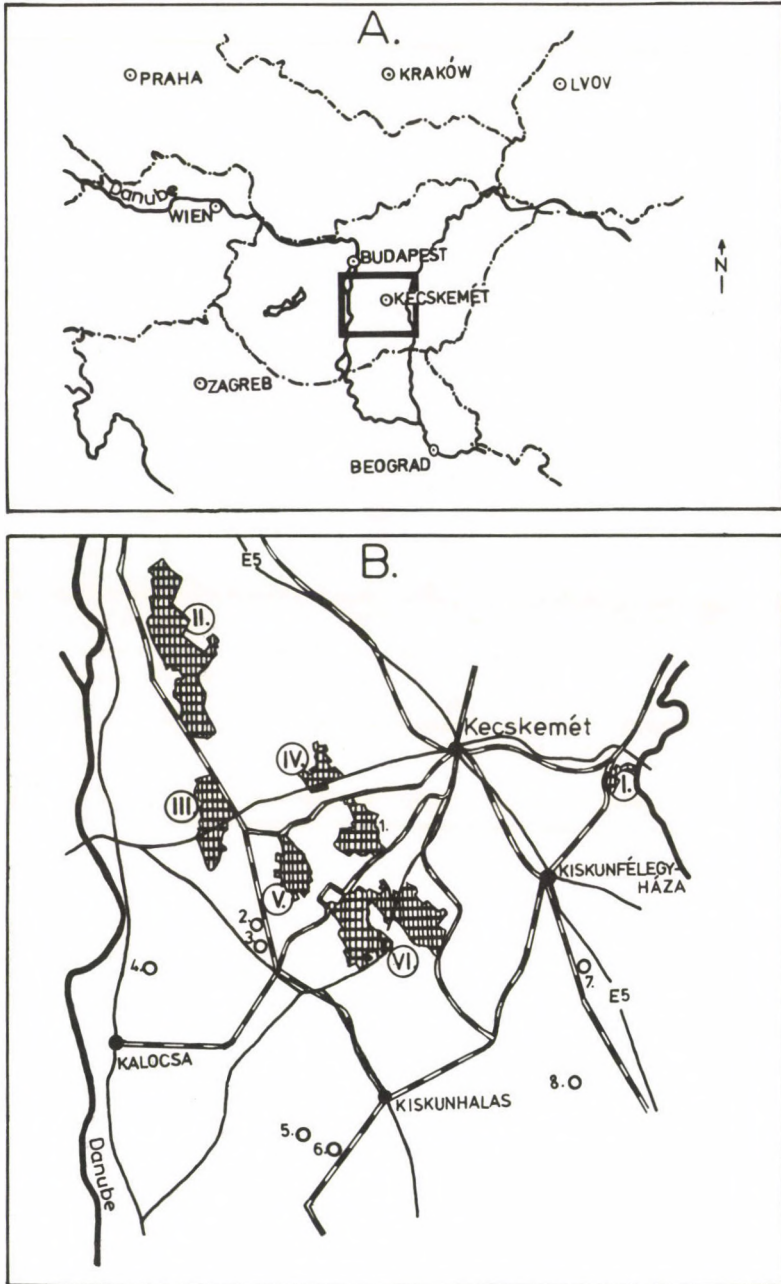 A.
PRAHA
KRAKÓW
LVOV
Danube
WIEN
BUDAPEST
N
KECSKEMÉT
ZAGREB
BEOGRAD
B.
E5
II.
Kecskemét
IV.
I.
III.
1.
KISKUNFÉLEGY-
HÁZA
V.
2.
3.
VI.
4.
7.
E5
KALOCSA
8.
KISKUNHALAS
5.
6.
Danube